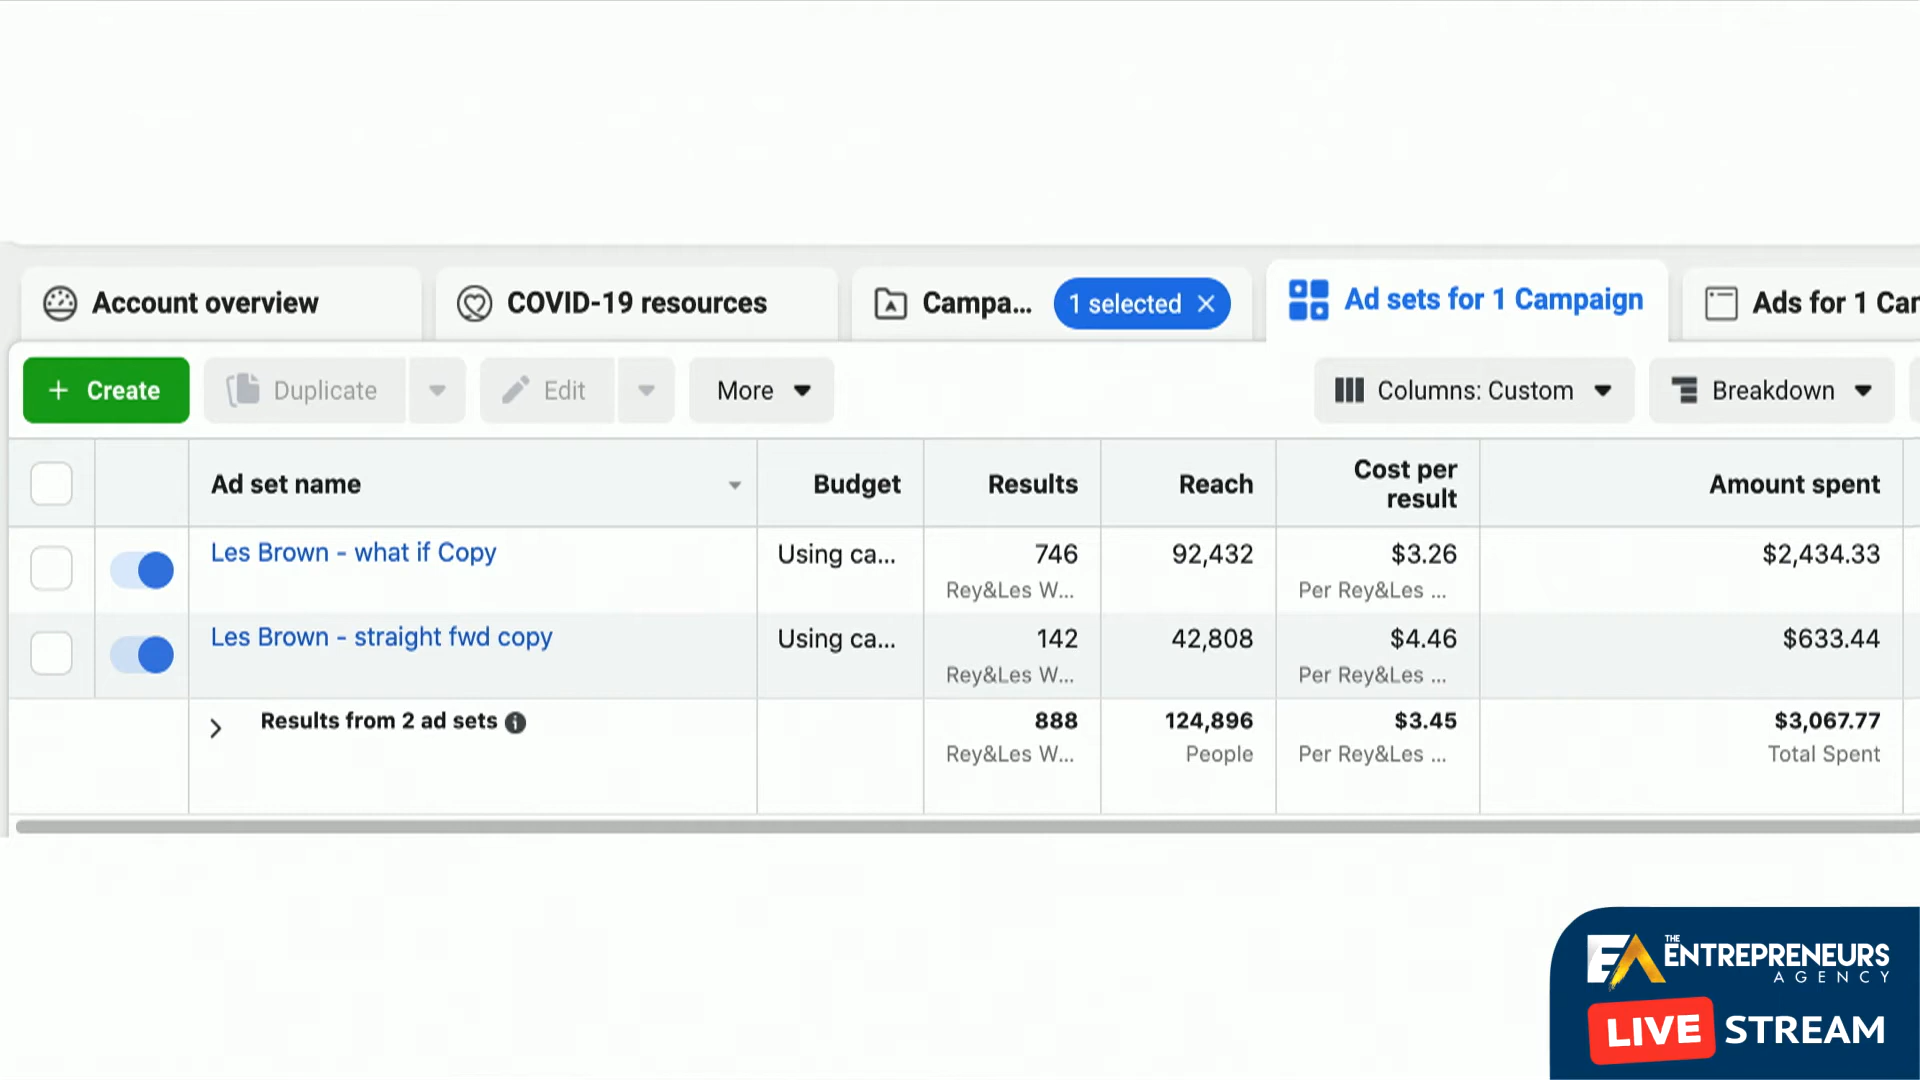 Account overview
COVID-19 resources
Campa...
1 selected
Ad sets for 1 Campaign
Ads for 1 Car
+ Create
Duplicate
Edit
More
Columns: Custom
Breakdown
Ad set name
Budget
Results
Reach
Cost per
result
Amount spent
Les Brown - what if Copy
Using ca...
746
92,432
$3.26
$2,434.33
Rey&Les W...
Per Rey&Les ...
Les Brown - straight fwd copy
Using ca...
142
42,808
$4.46
$633.44
Rey&Les W...
Per Rey&Les ...
Results from 2 ad sets
888
124,896
$3.45
$3,067.77
Rey&Les W...
People
Per Rey&Les ...
Total Spent
EA
THE
ENTREPRENEURS
AGENCY
LIVE STREAM